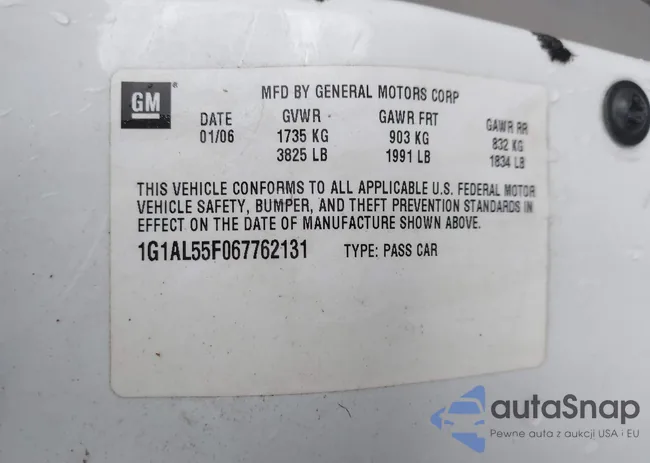 GM
MFD BY GENERAL MOTORS CORP
DATE GVWR GAWR FRT GAWR RR
01/06 1735 KG 903 KG 832 KG
3825 LB 1991 LB 1834 LB
THIS VEHICLE CONFORMS TO ALL APPLICABLE U.S. FEDERAL MOTOR
VEHICLE SAFETY, BUMPER, AND THEFT PREVENTION STANDARDS IN
EFFECT ON THE DATE OF MANUFACTURE SHOWN ABOVE.
1G1AL55F067762131 TYPE: PASS CAR
autaSnap
Pewne auta z aukcji USA i EU